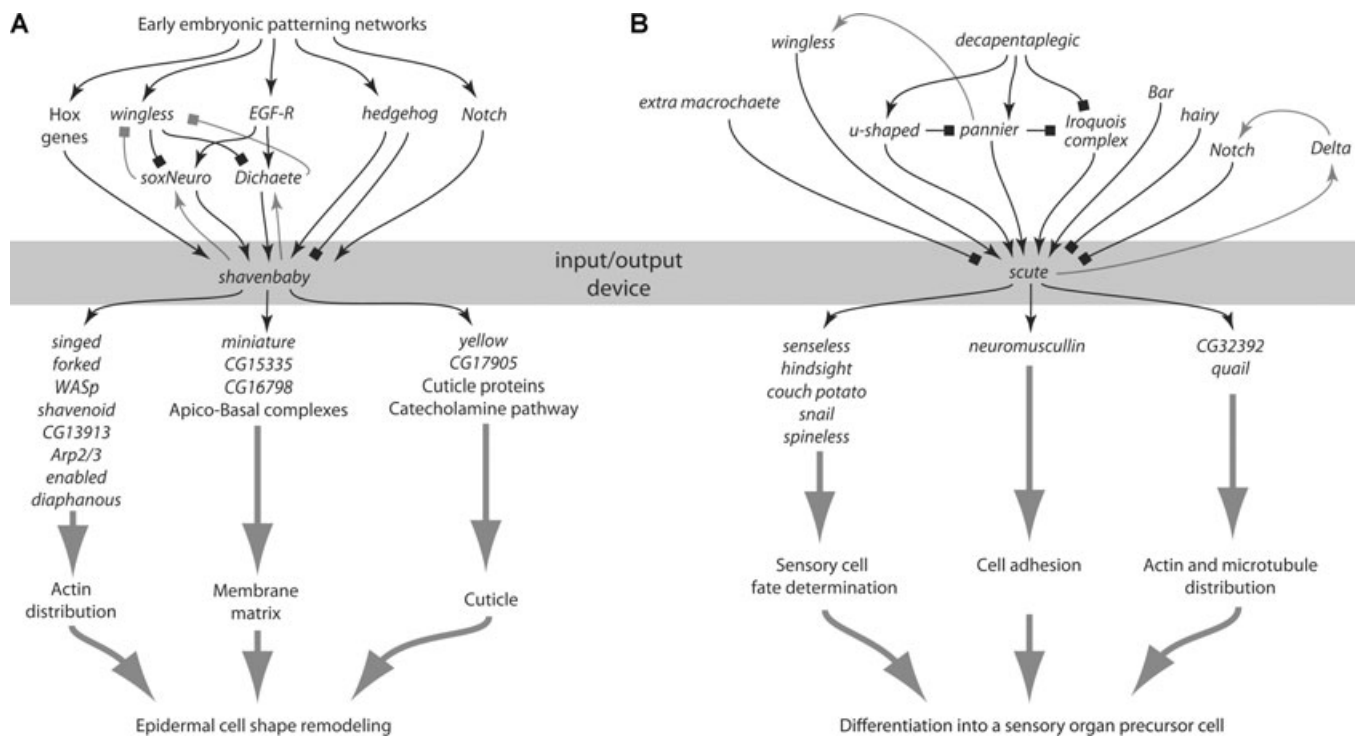 A
Early embryonic patterning networks
Hox
genes
wingless
EGF-R
hedgehog
Notch
soxNeuro
Dichaete
shavenbaby
singed
forked
WASp
shavenoid
CG13913
Arp2/3
enabled
diaphanous
miniature
CG15335
CG16798
Apico-Basal complexes
yellow
CG17905
Cuticle proteins
Catecholamine pathway
Actin
distribution
Membrane
matrix
Cuticle
Epidermal cell shape remodeling
input/output
device
B
wingless
decapentaplegic
extra macrochaete
u-shaped
pannier
Iroquois
complex
Bar
hairy
Notch
Delta
scute
senseless
hindsight
couch potato
snail
spineless
neuromuscullin
CG32392
quail
Sensory cell
fate determination
Cell adhesion
Actin and microtubule
distribution
Differentiation into a sensory organ precursor cell